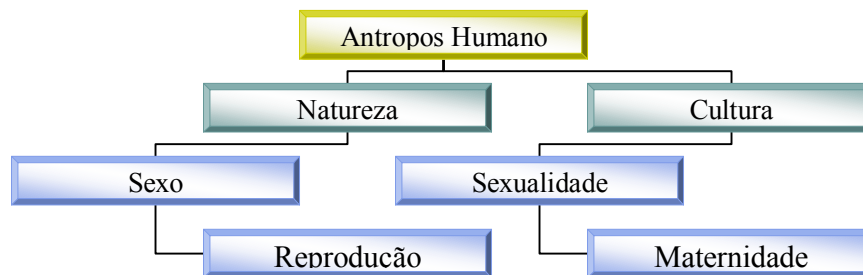 Antropos Humano
Natureza
Cultura
Sexo
Sexualidade
Reprodução
Maternidade